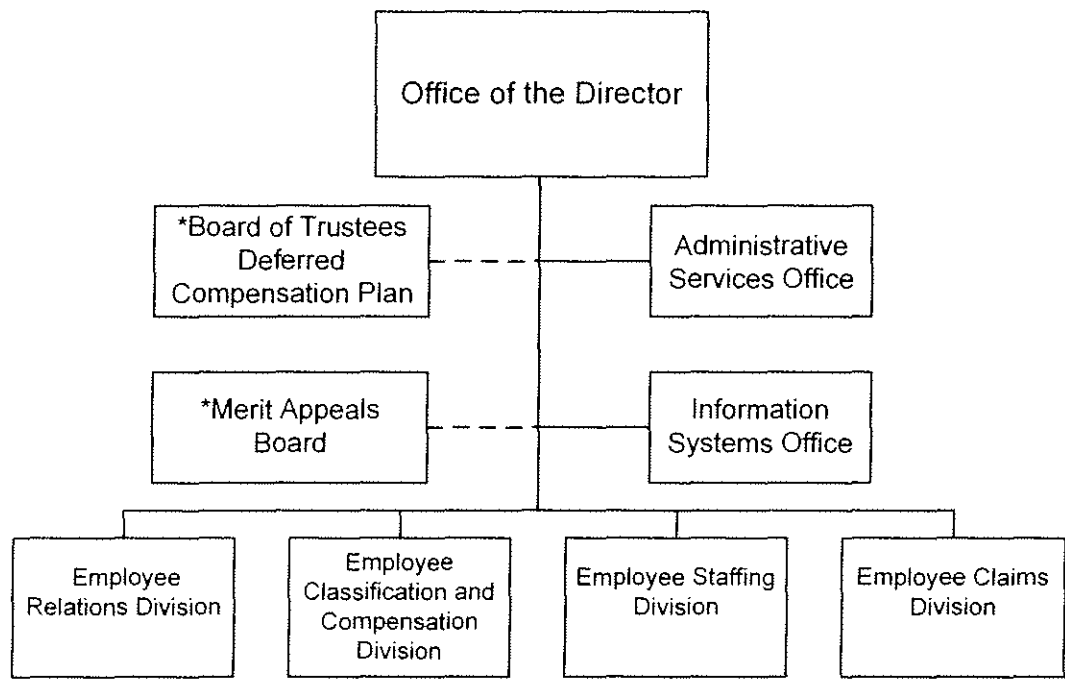 Office of the Director
*Board of Trustees
Deferred
Compensation Plan
Administrative
Services Office
*Merit Appeals
Board
Information
Systems Office
Employee
Relations Division
Employee
Classification and
Compensation
Division
Employee Staffing
Division
Employee Claims
Division